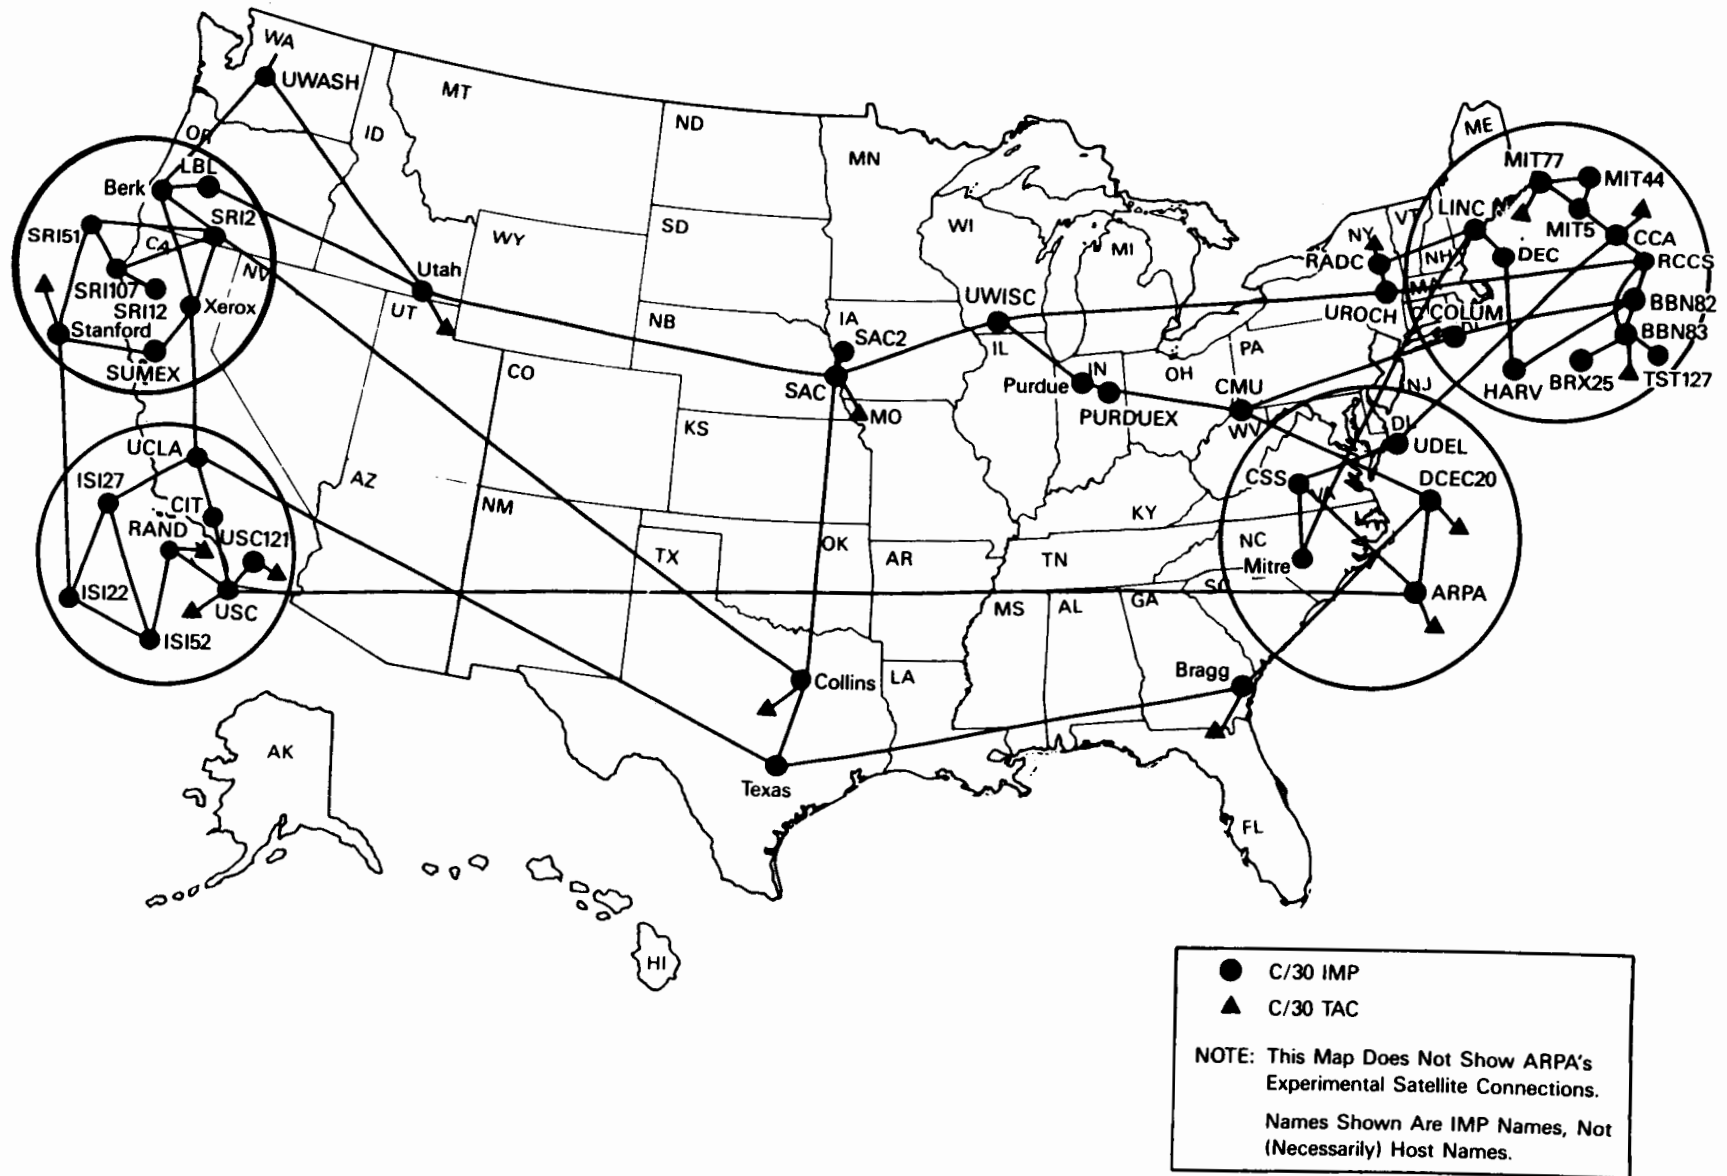 WA
UWASH
MT
ND
MN
ME
OR
ID
LBL
Berk
SRI2
SRI51
CA
SRI107
SRI12
NV
Xerox
Stanford
SUMEX
WY
SD
WI
MI
Utah
UT
NB
IA
SAC2
UWISC
IL
SAC
MO
CO
KS
Purdue
IN
PURDUEX
OH
PA
CMU
WV
NY
VT
RADC
UROCH
NH
MA
COLUM
NJ
MIT77
MIT44
LINC
MIT5
CCA
DEC
RCCS
BBN82
BBN83
HARV
BRX25
TST127
UCLA
ISI27
CIT
RAND
USC121
ISI22
USC
ISI52
AZ
NM
TX
OK
AR
KY
TN
NC
VA
CSS
UDEL
DCEC20
Mitre
ARPA
MS
AL
GA
SC
LA
Bragg
Collins
Texas
FL
AK
HI
C/30 IMP
C/30 TAC
NOTE: This Map Does Not Show ARPA's
Experimental Satellite Connections.
Names Shown Are IMP Names, Not
(Necessarily) Host Names.